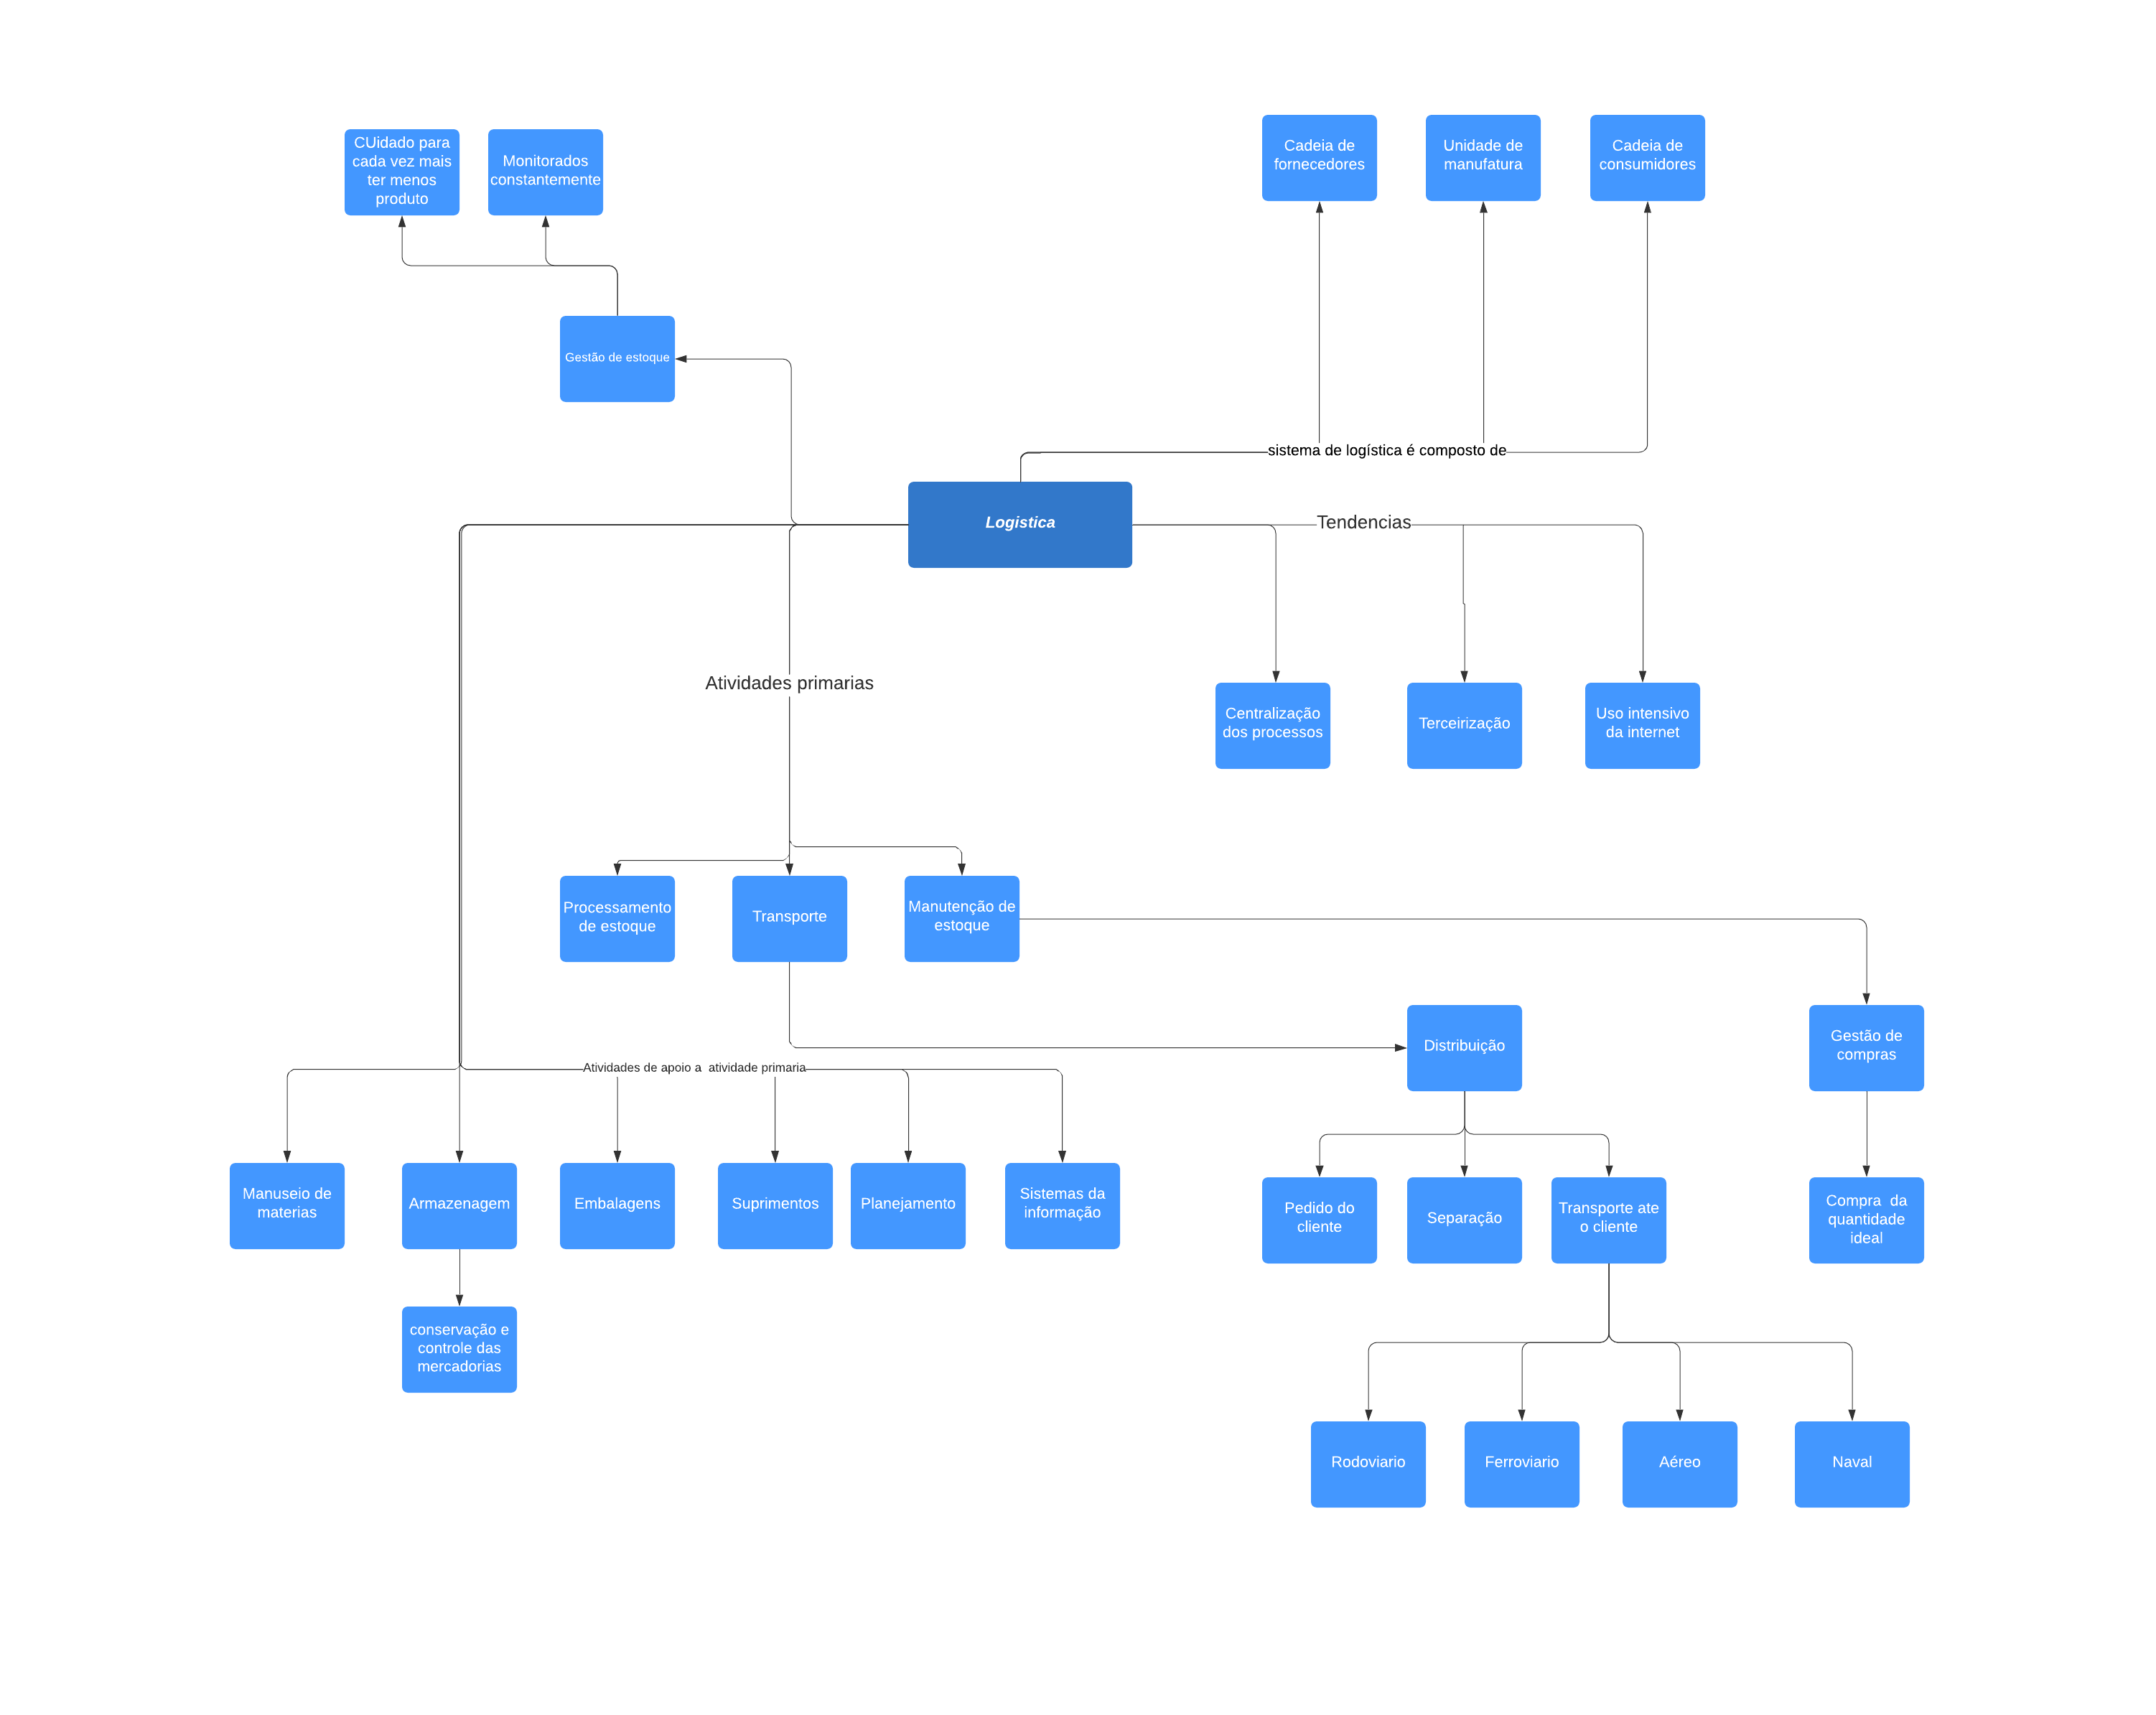 CUidado para
cada vez mais
ter menos
produto
Monitorados
constantemente
Cadeia de
fornecedores
Unidade de
manufatura
Cadeia de
consumidores
Gestão de estoque
sistema de logística é composto de
Logistica
Tendencias
Atividades primarias
Centralização
dos processos
Terceirização
Uso intensivo
da internet
Processamento
de estoque
Transporte
Manutenção de
estoque
Distribuição
Gestão de
compras
Atividades de apoio a  atividade primaria
Manuseio de
materias
Armazenagem
Embalagens
Suprimentos
Planejamento
Sistemas da
informação
Pedido do
cliente
Separação
Transporte ate
o cliente
Compra  da
quantidade
ideal
conservação e
controle das
mercadorias
Rodoviario
Ferroviario
Aéreo
Naval